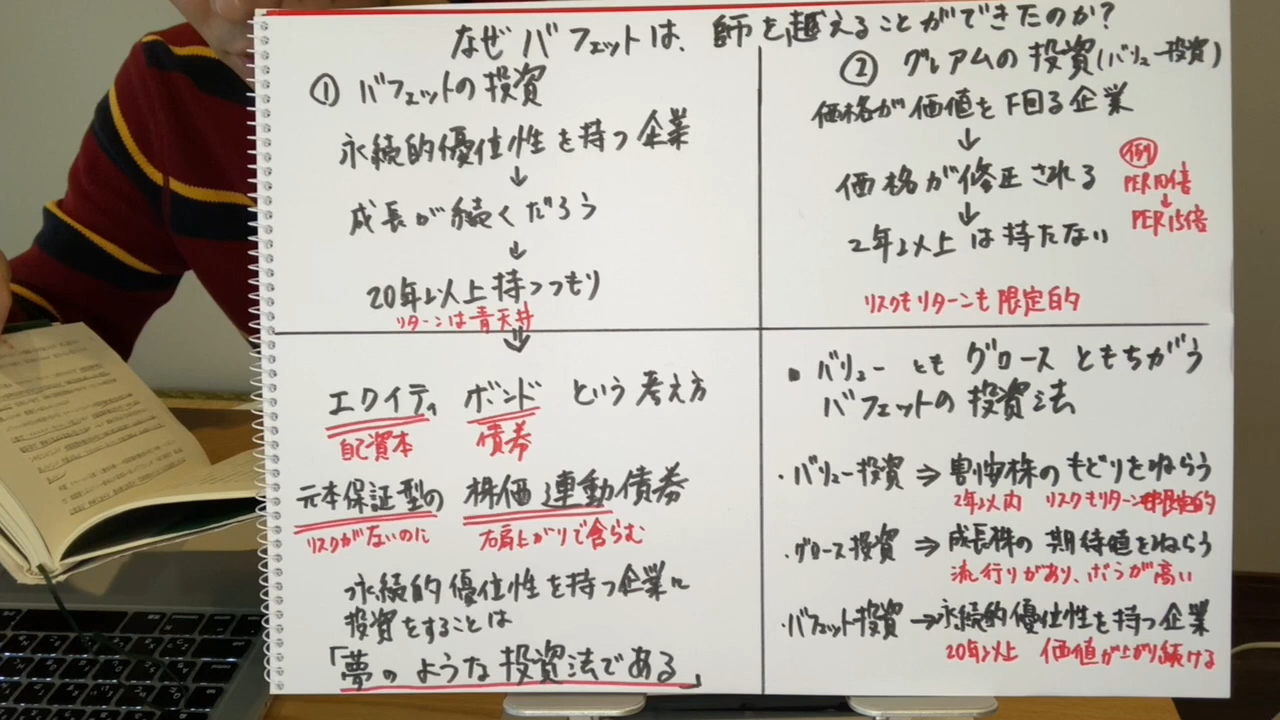 なぜバフェットは、師を越えることができたのか?
① バフェットの投資
永続的優位性を持つ企業
↓
成長が続くだろう
↓
20年以上持つつもり
リターンは青天井
⇓
エクイティ ボンド という考え方
自己資本 債券
元本保証型の 株価連動債券
リスクがないのに 右肩上がりで含らむ
永続的優位性を持つ企業に
投資をすることは
「夢のような投資法である」
② グレアムの投資(バリュー投資)
価格が価値を下回る企業
↓
価格が修正される
↓
2年以上は持たない
例
PER10倍
↓
PER15倍
リスクもリターンも限定的
・バリューともグロースともちがう
バフェットの投資法
・バリュー投資⇒割安株のもどりをねらう
2年以内 リスクもリターンも限定的
・グロース投資⇒成長株の期待値をねらう
流行りがあり、ボラが高い
・バフェット投資→永続的優位性を持つ企業
20年以上 価値が上がり続ける